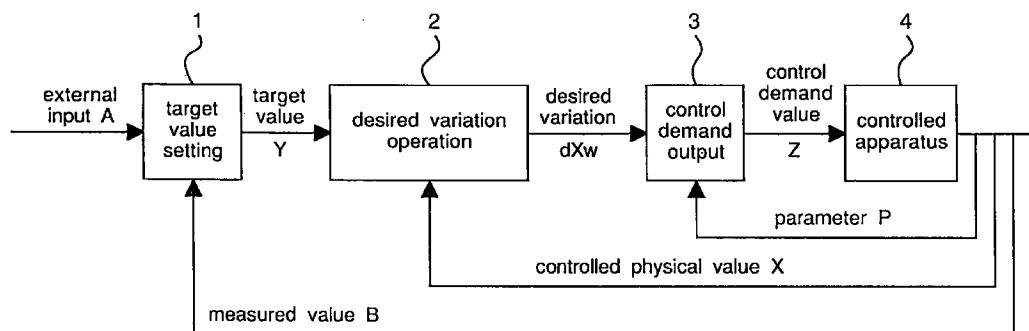 1
2
3
4
external
input A
target
value
setting
target
value
Y
desired variation
operation
desired
variation
dXw
control
demand
output
control
demand
value
Z
controlled
apparatus
parameter P
controlled physical value X
measured value B